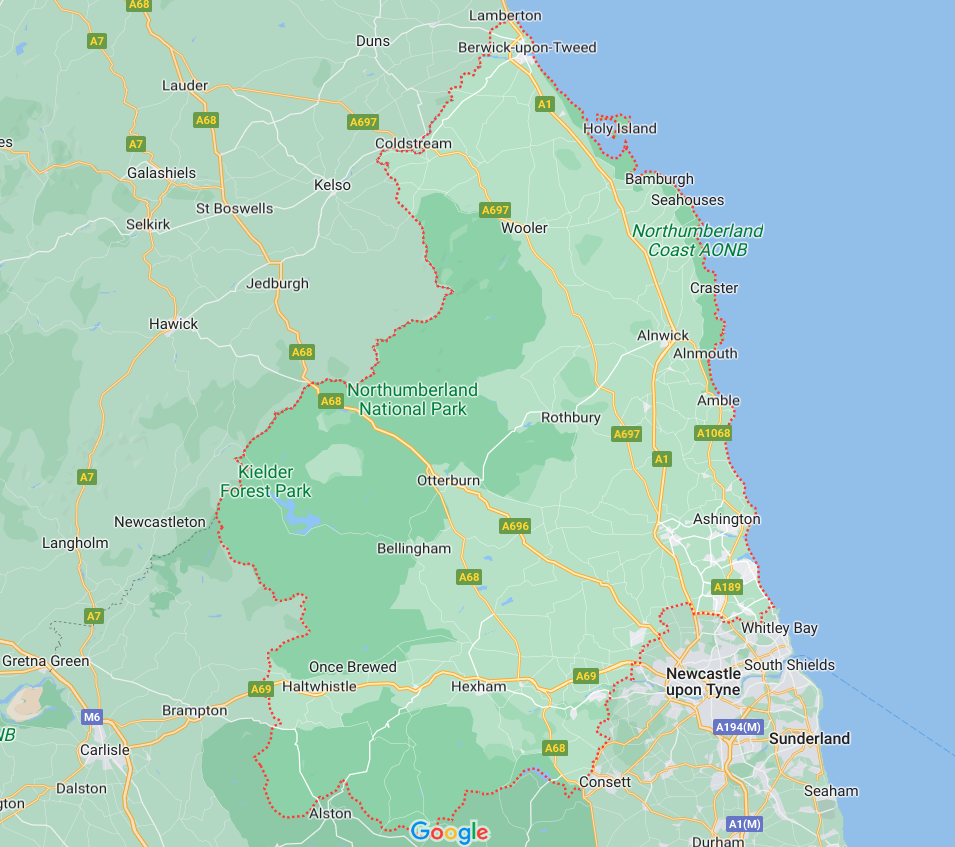 A68
Lamberton
A7
Duns
Berwick-upon-Tweed
Lauder
A1
A68
A697
Holy Island
A7
es
Coldstream
Galashiels
Kelso
Bamburgh
Seahouses
St Boswells
A697
Selkirk
Wooler
Northumberland
Coast AONB
Jedburgh
Craster
Hawick
Alnwick
A68
Alnmouth
Northumberland
National Park
A68
Amble
Rothbury
A697
A1068
A1
Kielder
Forest Park
A7
Otterburn
Newcastleton
Ashington
A696
Langholm
Bellingham
A68
A189
A7
Whitley Bay
Gretna Green
Once Brewed
South Shields
Newcastle
upon Tyne
A69
Haltwhistle
Hexham
A69
Brampton
M6
A194(M)
NB
Carlisle
A68
Sunderland
Dalston
Consett
Seaham
gton
Alston
Google
A1(M)
Durham